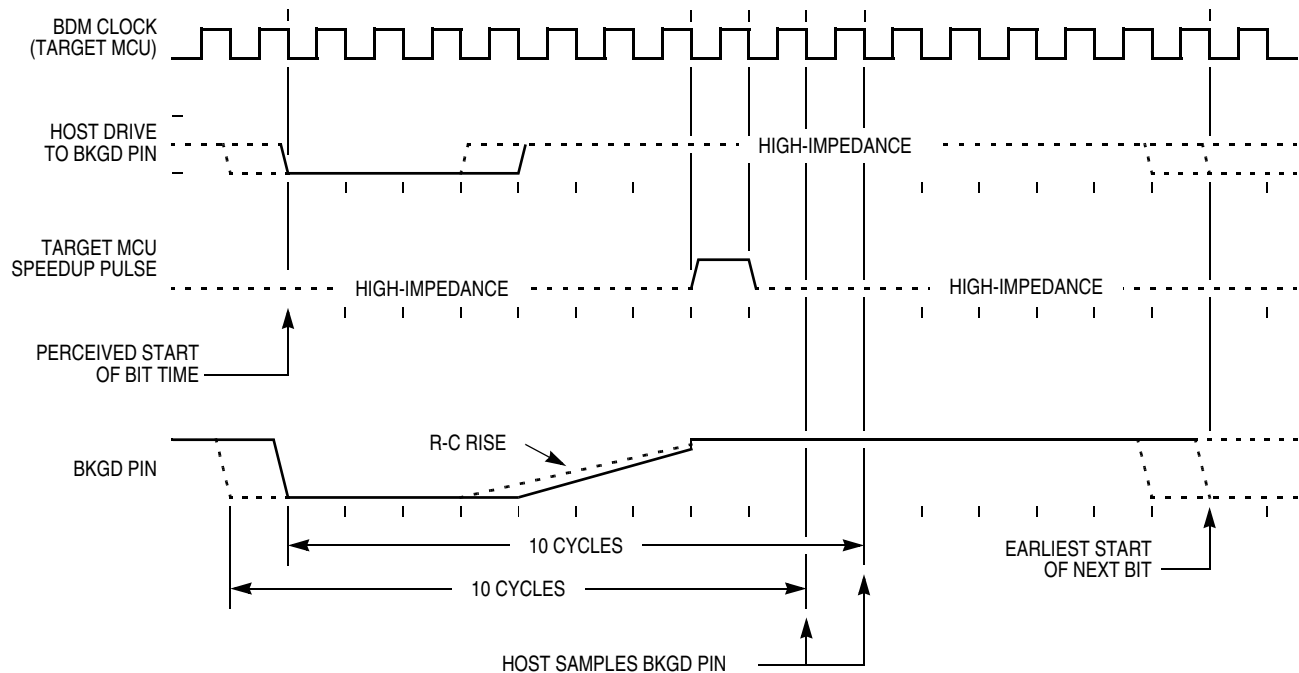 BDM CLOCK
(TARGET MCU)
HOST DRIVE
TO BKGD PIN
HIGH-IMPEDANCE
TARGET MCU
SPEEDUP PULSE
HIGH-IMPEDANCE
HIGH-IMPEDANCE
PERCEIVED START
OF BIT TIME
R-C RISE
BKGD PIN
10 CYCLES
EARLIEST START
OF NEXT BIT
10 CYCLES
HOST SAMPLES BKGD PIN